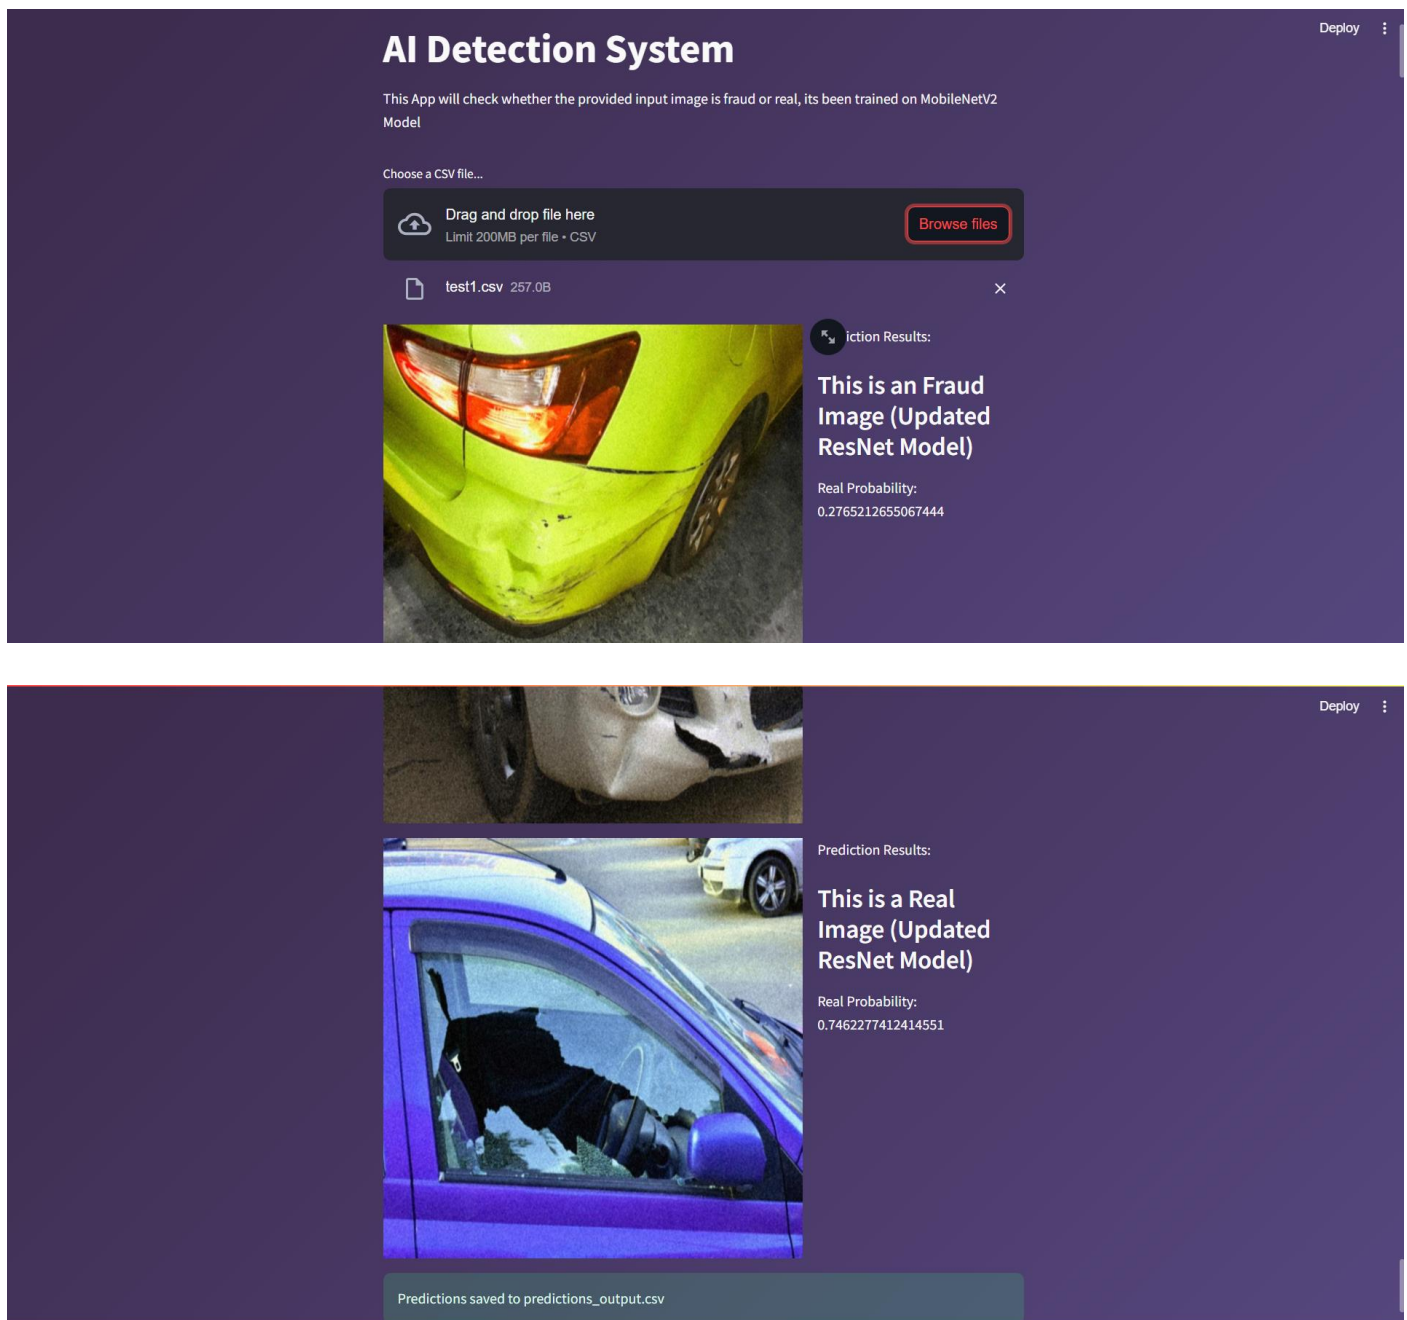 Deploy
AI Detection System
This App will check whether the provided input image is fraud or real, its been trained on MobileNetV2
Model
Choose a CSV file...
Drag and drop file here
Limit 200MB per file • CSV
Browse files
test1.csv 257.0B
iction Results:
This is an Fraud
Image (Updated
ResNet Model)
Real Probability:
0.2765212655067444
Deploy
Prediction Results:
This is a Real
Image (Updated
ResNet Model)
Real Probability:
0.7462277412414551
Predictions saved to predictions_output.csv